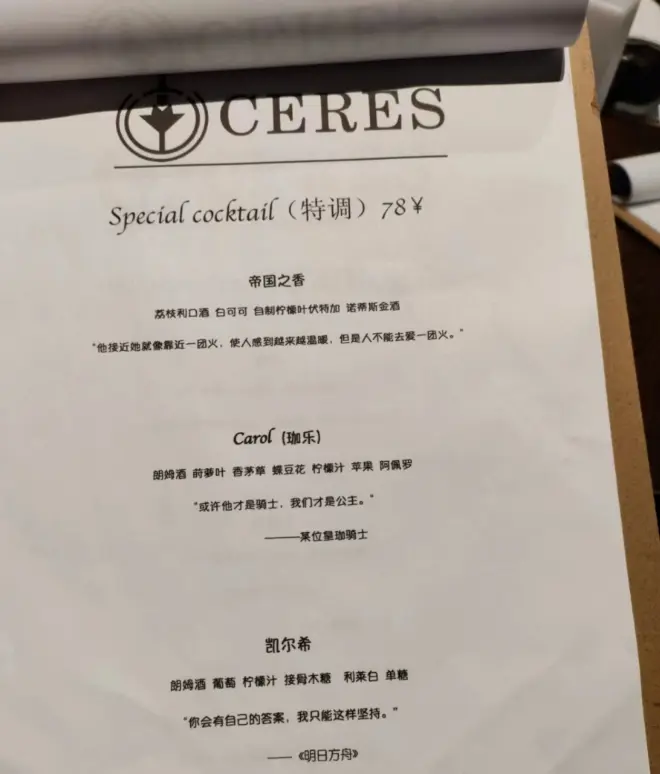 CERES
Special cocktail（特调）78¥
帝国之香
荔枝利口酒 白可可 自制柠檬叶伏特加 诺蒂斯金酒
“他接近她就像靠近一团火，使人感到越来越温暖，但是人不能去爱一团火。”
Carol (珈乐)
朗姆酒 莳萝叶 香茅草 蝶豆花 柠檬汁 苹果 阿佩罗
“或许他才是骑士，我们才是公主。”
———某位皇珈骑士
凯尔希
朗姆酒 葡萄 柠檬汁 接骨木糖 利莱白 单糖
“你会有自己的答案，我只能这样坚持。”
——《明日方舟》